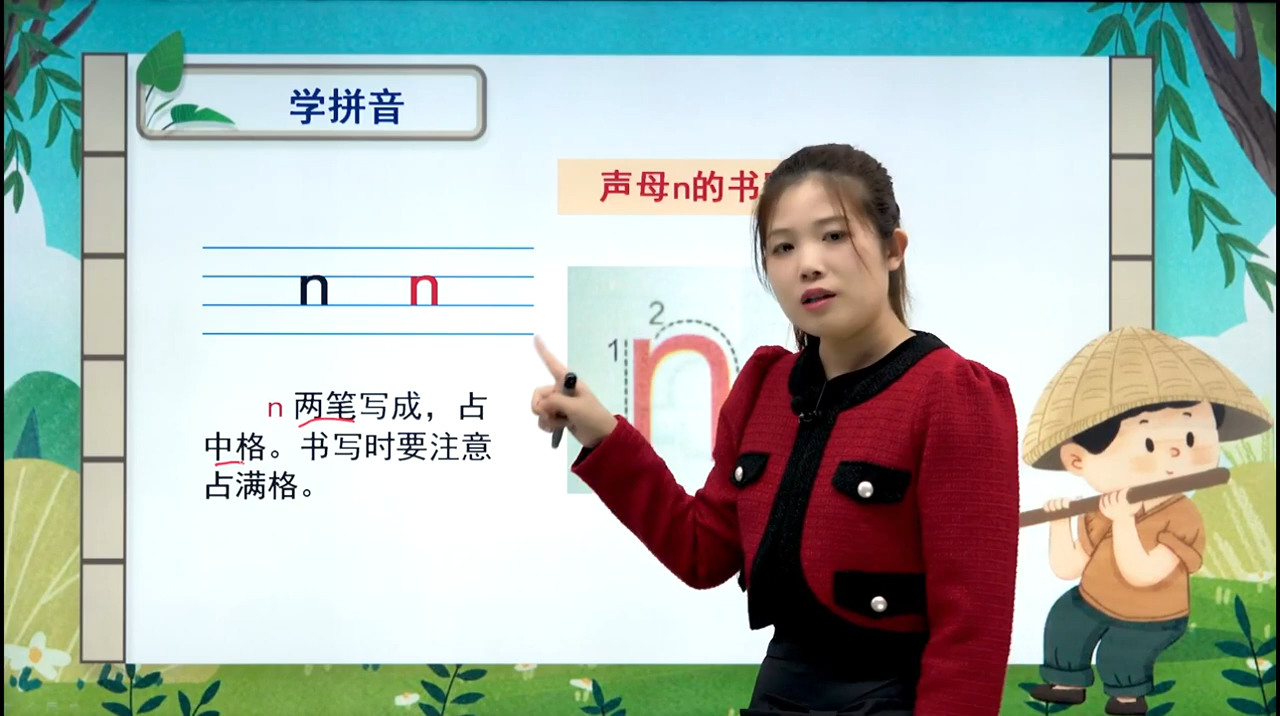 学拼音
声母n的书
n n
2
1
n
n 两笔写成，占
中格。书写时要注意
占满格。